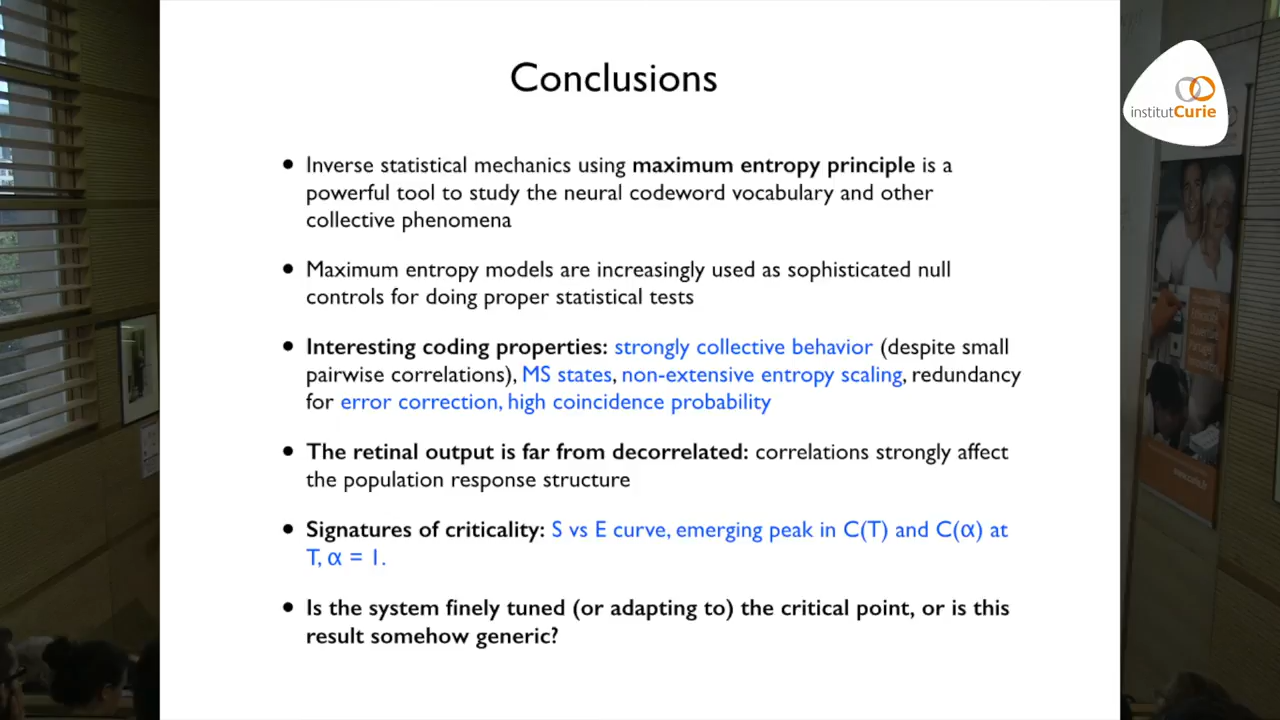 Conclusions
institutCurie
• Inverse statistical mechanics using maximum entropy principle is a
powerful tool to study the neural codeword vocabulary and other
collective phenomena
• Maximum entropy models are increasingly used as sophisticated null
controls for doing proper statistical tests
• Interesting coding properties: strongly collective behavior (despite small
pairwise correlations), MS states, non-extensive entropy scaling, redundancy
for error correction, high coincidence probability
• The retinal output is far from decorrelated: correlations strongly affect
the population response structure
• Signatures of criticality: S vs E curve, emerging peak in C(T) and C(α) at
T, α = 1.
• Is the system finely tuned (or adapting to) the critical point, or is this
result somehow generic?